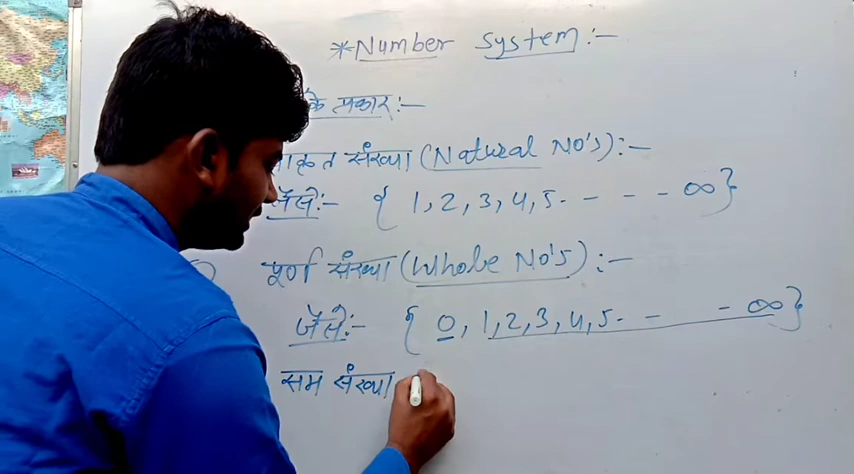 *Number System:-
के प्रकार:-
संख्या (Natural No's):-
जैसे:- { 1, 2, 3, 4, 5 - - - - ∞ }
पूर्ण संख्या (Whole No's):-
जैसे:- { 0, 1, 2, 3, 4, 5 - - - ∞ }
सम संख्या